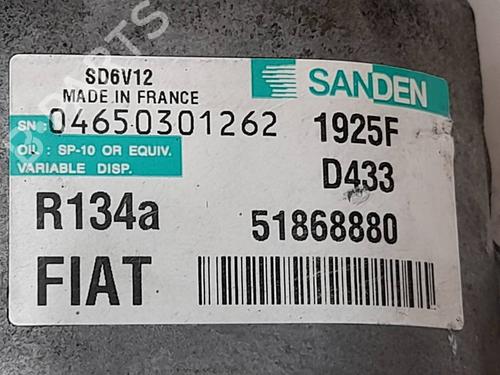 SD6V12
MADE IN FRANCE
SANDEN
SN: 04650301262
1925F
OIL : SP-10 OR EQUIV.
VARIABLE DISP.
D433
R134a
51868880
FIAT